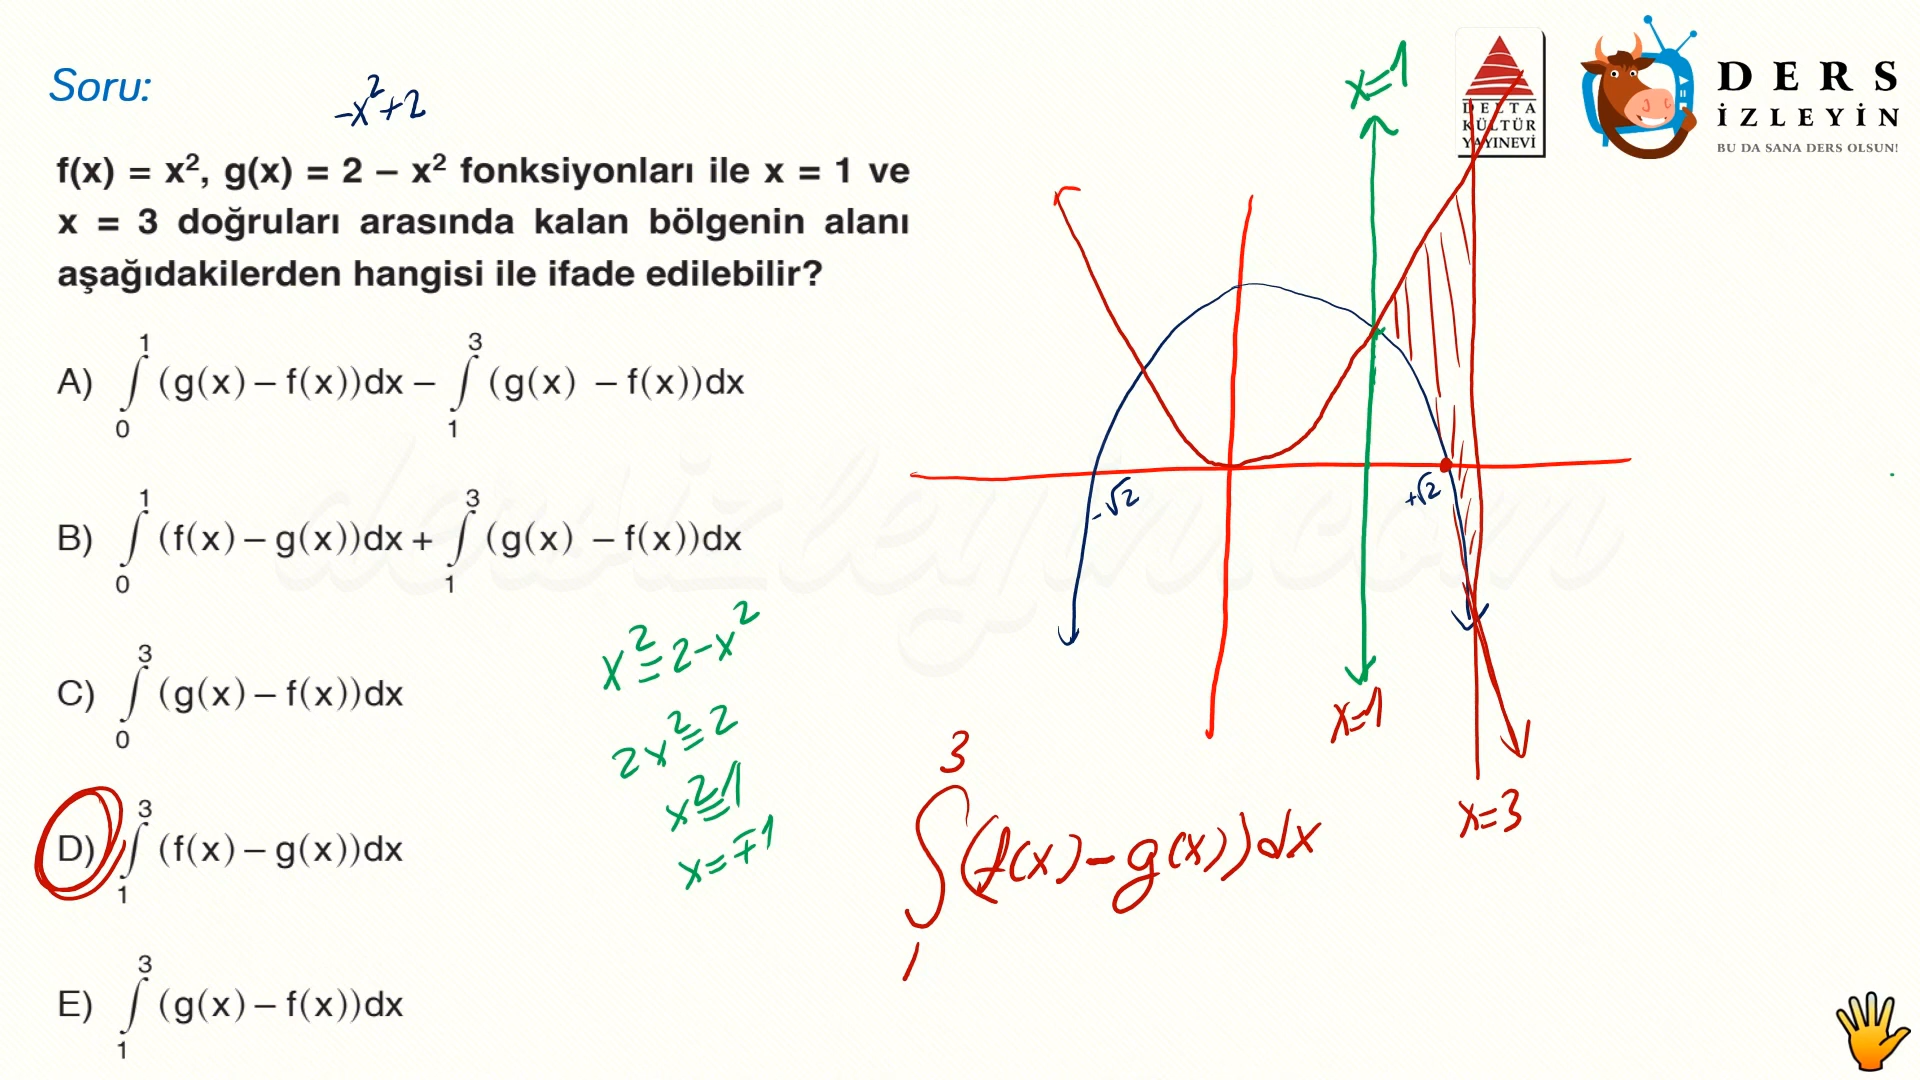 Soru:
-x²+2
f(x) = x², g(x) = 2 – x² fonksiyonları ile x = 1 ve
x = 3 doğruları arasında kalan bölgenin alanı
aşağıdakilerden hangisi ile ifade edilebilir?
A) ∫₀¹ (g(x) – f(x))dx – ∫₁³ (g(x) – f(x))dx
B) ∫₀¹ (f(x) – g(x))dx + ∫₁³ (g(x) – f(x))dx
C) ∫₀³ (g(x) – f(x))dx
D) ∫₁³ (f(x) – g(x))dx
E) ∫₁³ (g(x) – f(x))dx
x²=2-x²
2x²=2
x²=1
x=∓1
x=1
-√2
+√2
x=1
x=3
∫₁³ (f(x)-g(x))dx
DELTA
KÜLTÜR
YAYINEVİ
DERS
İZLEYİN
BU DA SANA DERS OLSUN!
dersizleyin.com